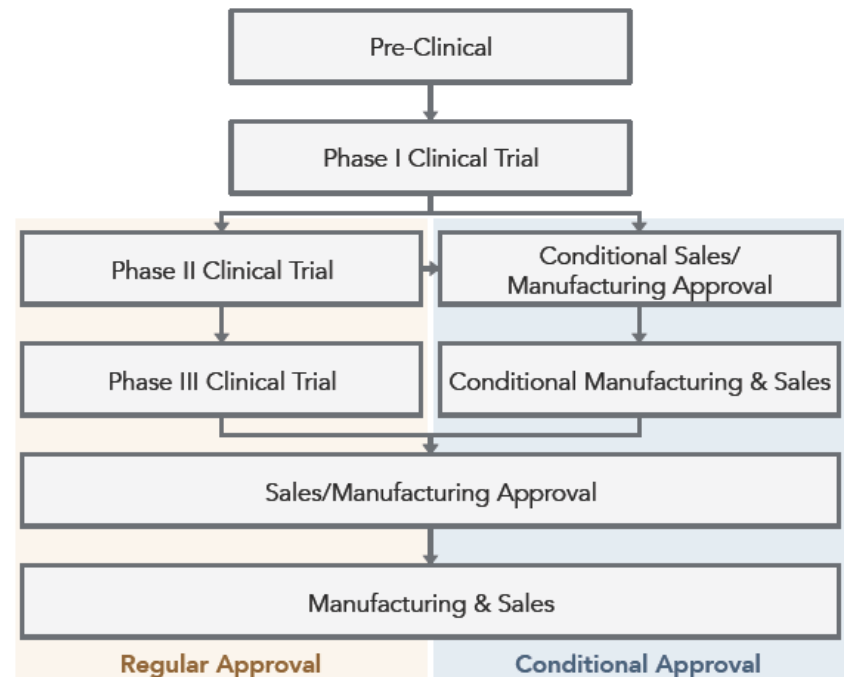 Pre-Clinical
Phase I Clinical Trial
Phase II Clinical Trial
Conditional Sales/
Manufacturing Approval
Phase III Clinical Trial
Conditional Manufacturing & Sales
Sales/Manufacturing Approval
Manufacturing & Sales
Regular Approval
Conditional Approval